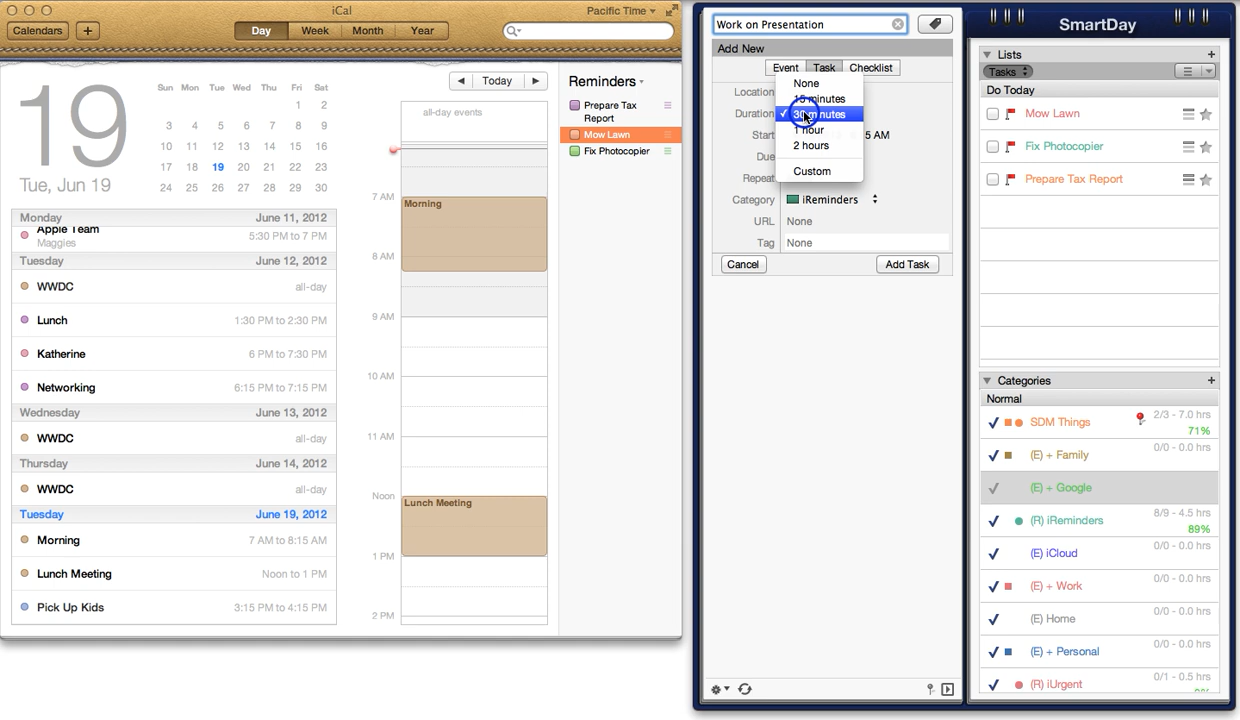 iCal
Pacific Time
Calendars
+
Day Week Month Year
19
Tue, Jun 19
Sun Mon Tue Wed Thu Fri Sat
1 2
3 4 5 6 7 8 9
10 11 12 13 14 15 16
17 18 19 20 21 22 23
24 25 26 27 28 29 30
Monday June 11, 2012
Apple Team
Maggies
5:30 PM to 7 PM
Tuesday June 12, 2012
WWDC all-day
Lunch 1:30 PM to 2:30 PM
Katherine 6 PM to 7:30 PM
Networking 6:15 PM to 7:15 PM
Wednesday June 13, 2012
WWDC all-day
Thursday June 14, 2012
WWDC all-day
Tuesday June 19, 2012
Morning 7 AM to 8:15 AM
Lunch Meeting Noon to 1 PM
Pick Up Kids 3:15 PM to 4:15 PM
Today
all-day events
7 AM
Morning
8 AM
9 AM
10 AM
11 AM
Noon
Lunch Meeting
1 PM
2 PM
Reminders
Prepare Tax
Report
Mow Lawn
Fix Photocopier
Work on Presentation
Add New
Event Task Checklist
Location
Duration
Start
Due
Repeat
Category
URL
Tag
None
15 minutes
30 minutes
1 hour
2 hours
Custom
5 AM
iReminders
None
None
Cancel
Add Task
SmartDay
Lists +
Tasks
Do Today
Mow Lawn
Fix Photocopier
Prepare Tax Report
Categories +
Normal
SDM Things 2/3 - 7.0 hrs
71%
(E) + Family 0/0 - 0.0 hrs
(E) + Google
(R) iReminders 8/9 - 4.5 hrs
89%
(E) iCloud 0/0 - 0.0 hrs
(E) + Work 0/0 - 0.0 hrs
(E) Home 0/0 - 0.0 hrs
(E) + Personal 0/0 - 0.0 hrs
(R) iUrgent 0/1 - 0.5 hrs